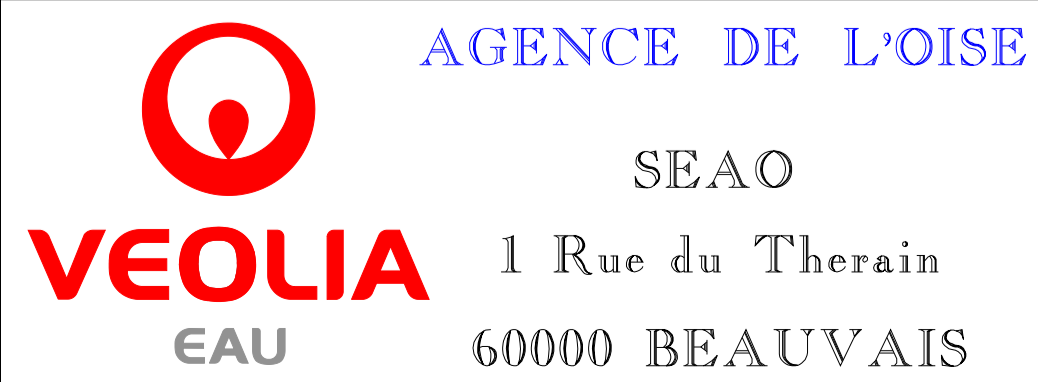 VEOLIA
EAU
AGENCE DE L'OISE
SEAO
1 Rue du Therain
60000 BEAUVAIS